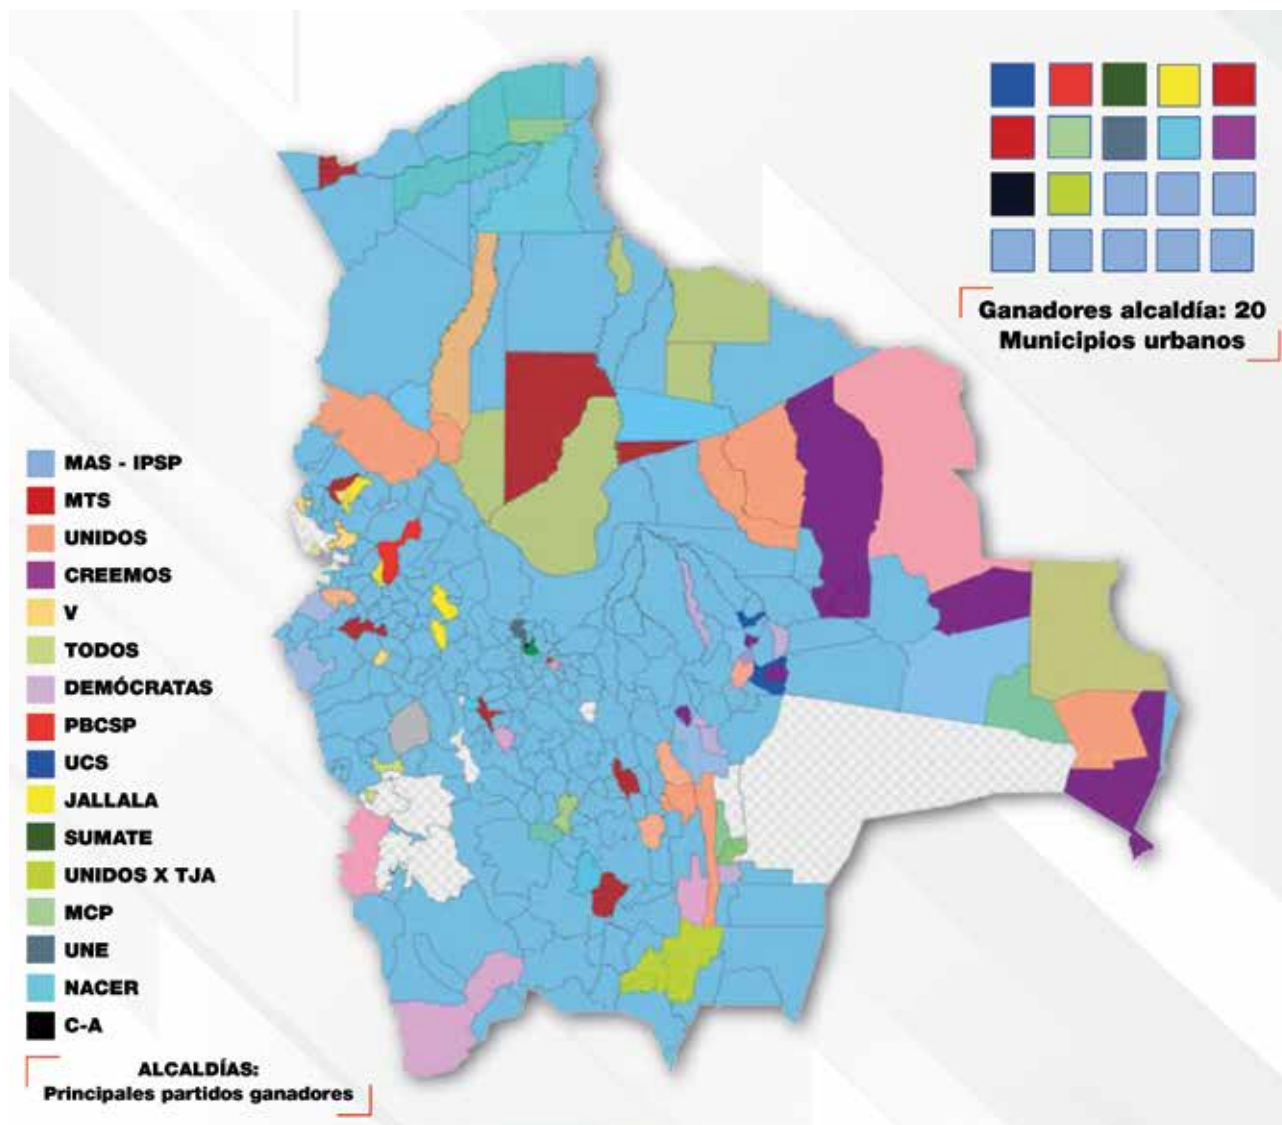 Ganadores alcaldía: 20
Municipios urbanos
MAS - IPSP
MTS
UNIDOS
CREEMOS
V
TODOS
DEMÓCRATAS
PBCSP
UCS
JALLALA
SUMATE
UNIDOS X TJA
MCP
UNE
NACER
C-A
ALCALDÍAS:
Principales partidos ganadores